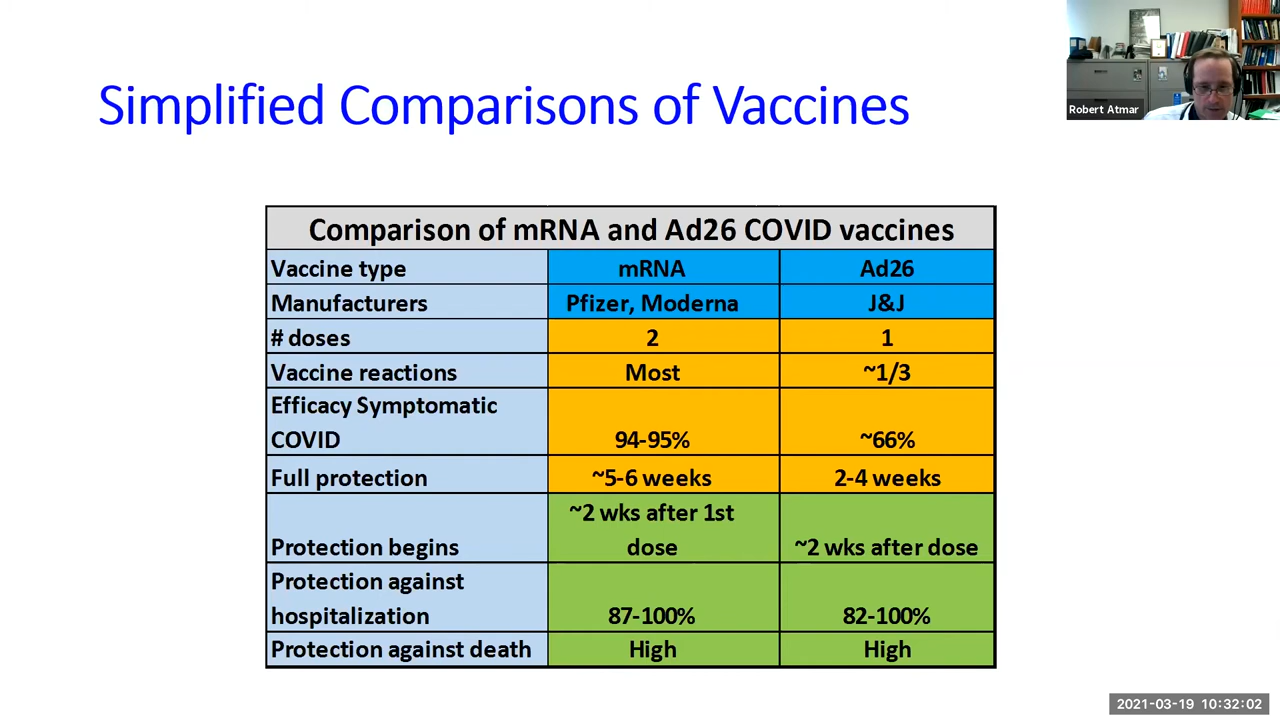 Simplified Comparisons of Vaccines
Robert Atmar
Comparison of mRNA and Ad26 COVID vaccines
Vaccine type mRNA Ad26
Manufacturers Pfizer, Moderna J&J
# doses 2 1
Vaccine reactions Most ~1/3
Efficacy Symptomatic
COVID 94-95% ~66%
Full protection ~5-6 weeks 2-4 weeks
~2 wks after 1st
Protection begins dose ~2 wks after dose
Protection against
hospitalization 87-100% 82-100%
Protection against death High High
2021-03-19 10:32:02